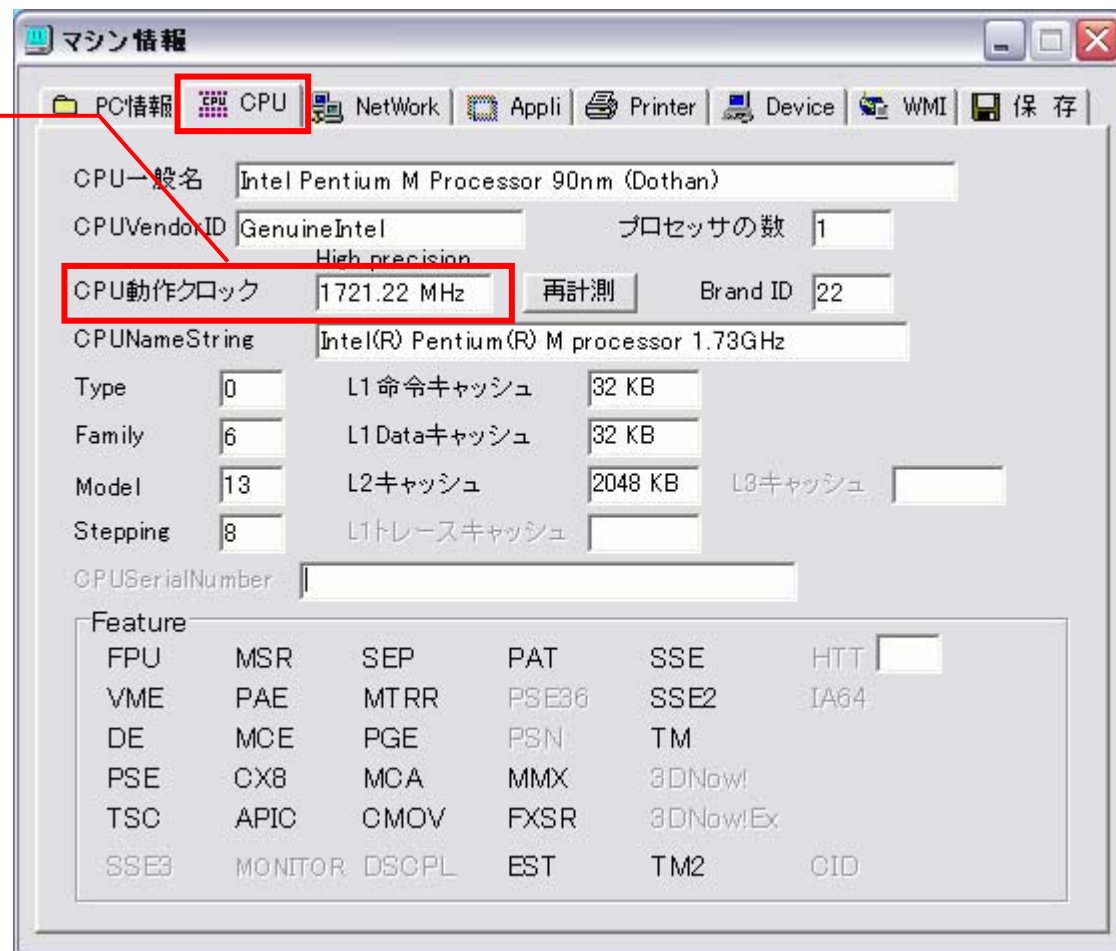 マシン情報
PC情報 CPU NetWork Appli Printer Device WMI 保 存
CPU一般名 Intel Pentium M Processor 90nm (Dothan)
CPUVendorID GenuineIntel プロセッサの数 1
High precision
CPU動作クロック 1721.22 MHz 再計測 Brand ID 22
CPUNameString Intel(R) Pentium(R) M processor 1.73GHz
Type 0 L1命令キャッシュ 32 KB
Family 6 L1Dataキャッシュ 32 KB
Model 13 L2キャッシュ 2048 KB L3キャッシュ
Stepping 8 L1トレースキャッシュ
CPUSerialNumber
Feature
FPU MSR SEP PAT SSE HTT
VME PAE MTRR PSE36 SSE2 IA64
DE MCE PGE PSN TM
PSE CX8 MCA MMX 3DNow!
TSC APIC CMOV FXSR 3DNow!Ex
SSE3 MONITOR DSCPL EST TM2 CID